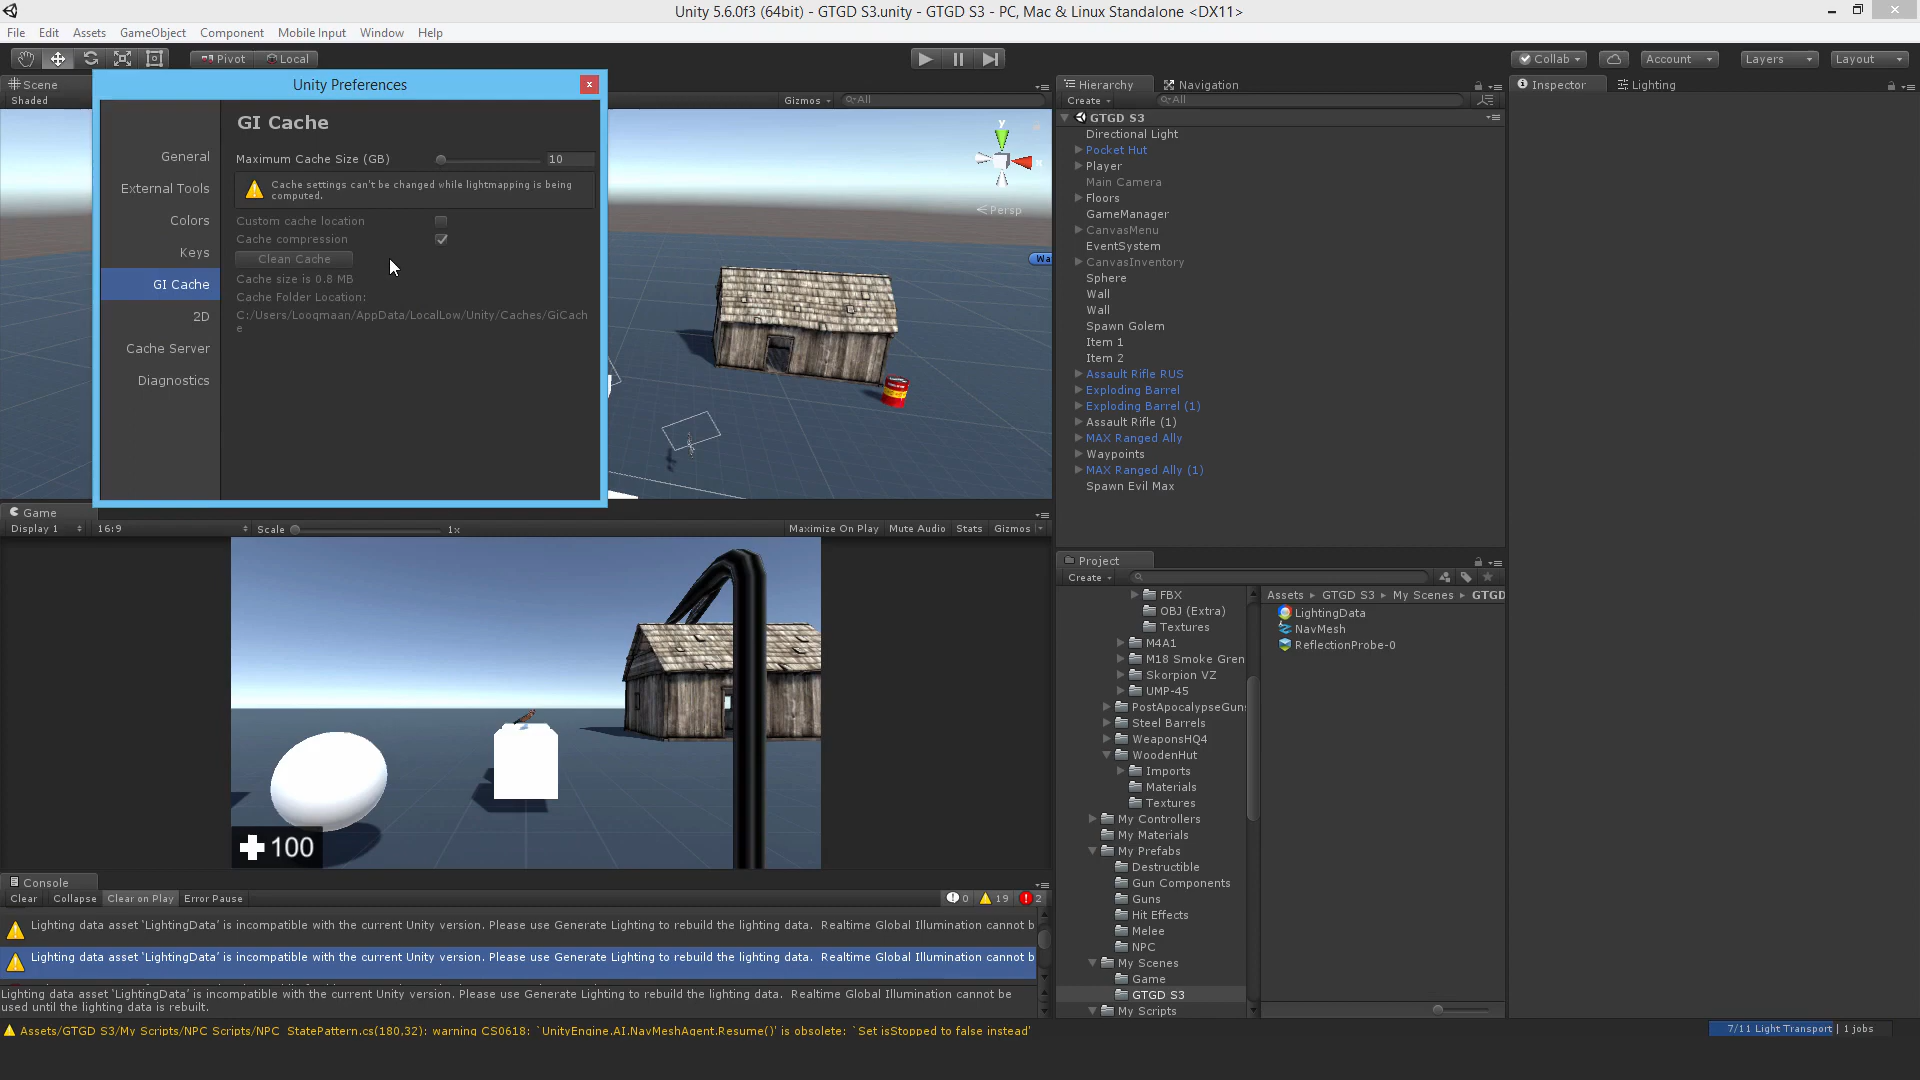 Unity 5.6.0f3 (64bit) - GTGD S3.unity - GTGD S3 - PC, Mac & Linux Standalone <DX11>
File Edit Assets GameObject Component Mobile Input Window Help
Pivot Local
Collab Account Layers Layout
Scene
Shaded
Gizmos All
Persp
Wa
Unity Preferences
General
External Tools
Colors
Keys
GI Cache
2D
Cache Server
Diagnostics
GI Cache
Maximum Cache Size (GB) 10
Cache settings can't be changed while lightmapping is being
computed.
Custom cache location
Cache compression
Clean Cache
Cache size is 0.8 MB
Cache Folder Location:
C:/Users/Looqmaan/AppData/LocalLow/Unity/Caches/GiCach
e
Hierarchy Navigation
Create All
GTGD S3
Directional Light
Pocket Hut
Player
Main Camera
Floors
GameManager
CanvasMenu
EventSystem
CanvasInventory
Sphere
Wall
Wall
Spawn Golem
Item 1
Item 2
Assault Rifle RUS
Exploding Barrel
Exploding Barrel (1)
Assault Rifle (1)
MAX Ranged Ally
Waypoints
MAX Ranged Ally (1)
Spawn Evil Max
Inspector Lighting
Game
Display 1 16:9 Scale 1x Maximize On Play Mute Audio Stats Gizmos
100
Project
Create
FBX
OBJ (Extra)
Textures
M4A1
M18 Smoke Gren
Skorpion VZ
UMP-45
PostApocalypseGuns
Steel Barrels
WeaponsHQ4
WoodenHut
Imports
Materials
Textures
My Controllers
My Materials
My Prefabs
Destructible
Gun Components
Guns
Hit Effects
Melee
NPC
My Scenes
Game
GTGD S3
My Scripts
Assets GTGD S3 My Scenes GTGD
LightingData
NavMesh
ReflectionProbe-0
Console
Clear Collapse Clear on Play Error Pause 0 19 2
Lighting data asset 'LightingData' is incompatible with the current Unity version. Please use Generate Lighting to rebuild the lighting data. Realtime Global Illumination cannot b
Lighting data asset 'LightingData' is incompatible with the current Unity version. Please use Generate Lighting to rebuild the lighting data. Realtime Global Illumination cannot b
Lighting data asset 'LightingData' is incompatible with the current Unity version. Please use Generate Lighting to rebuild the lighting data. Realtime Global Illumination cannot be
used until the lighting data is rebuilt.
Assets/GTGD S3/My Scripts/NPC Scripts/NPC_StatePattern.cs(180,32): warning CS0618: `UnityEngine.AI.NavMeshAgent.Resume()' is obsolete: `Set isStopped to false instead'
7/11 Light Transport | 1 jobs